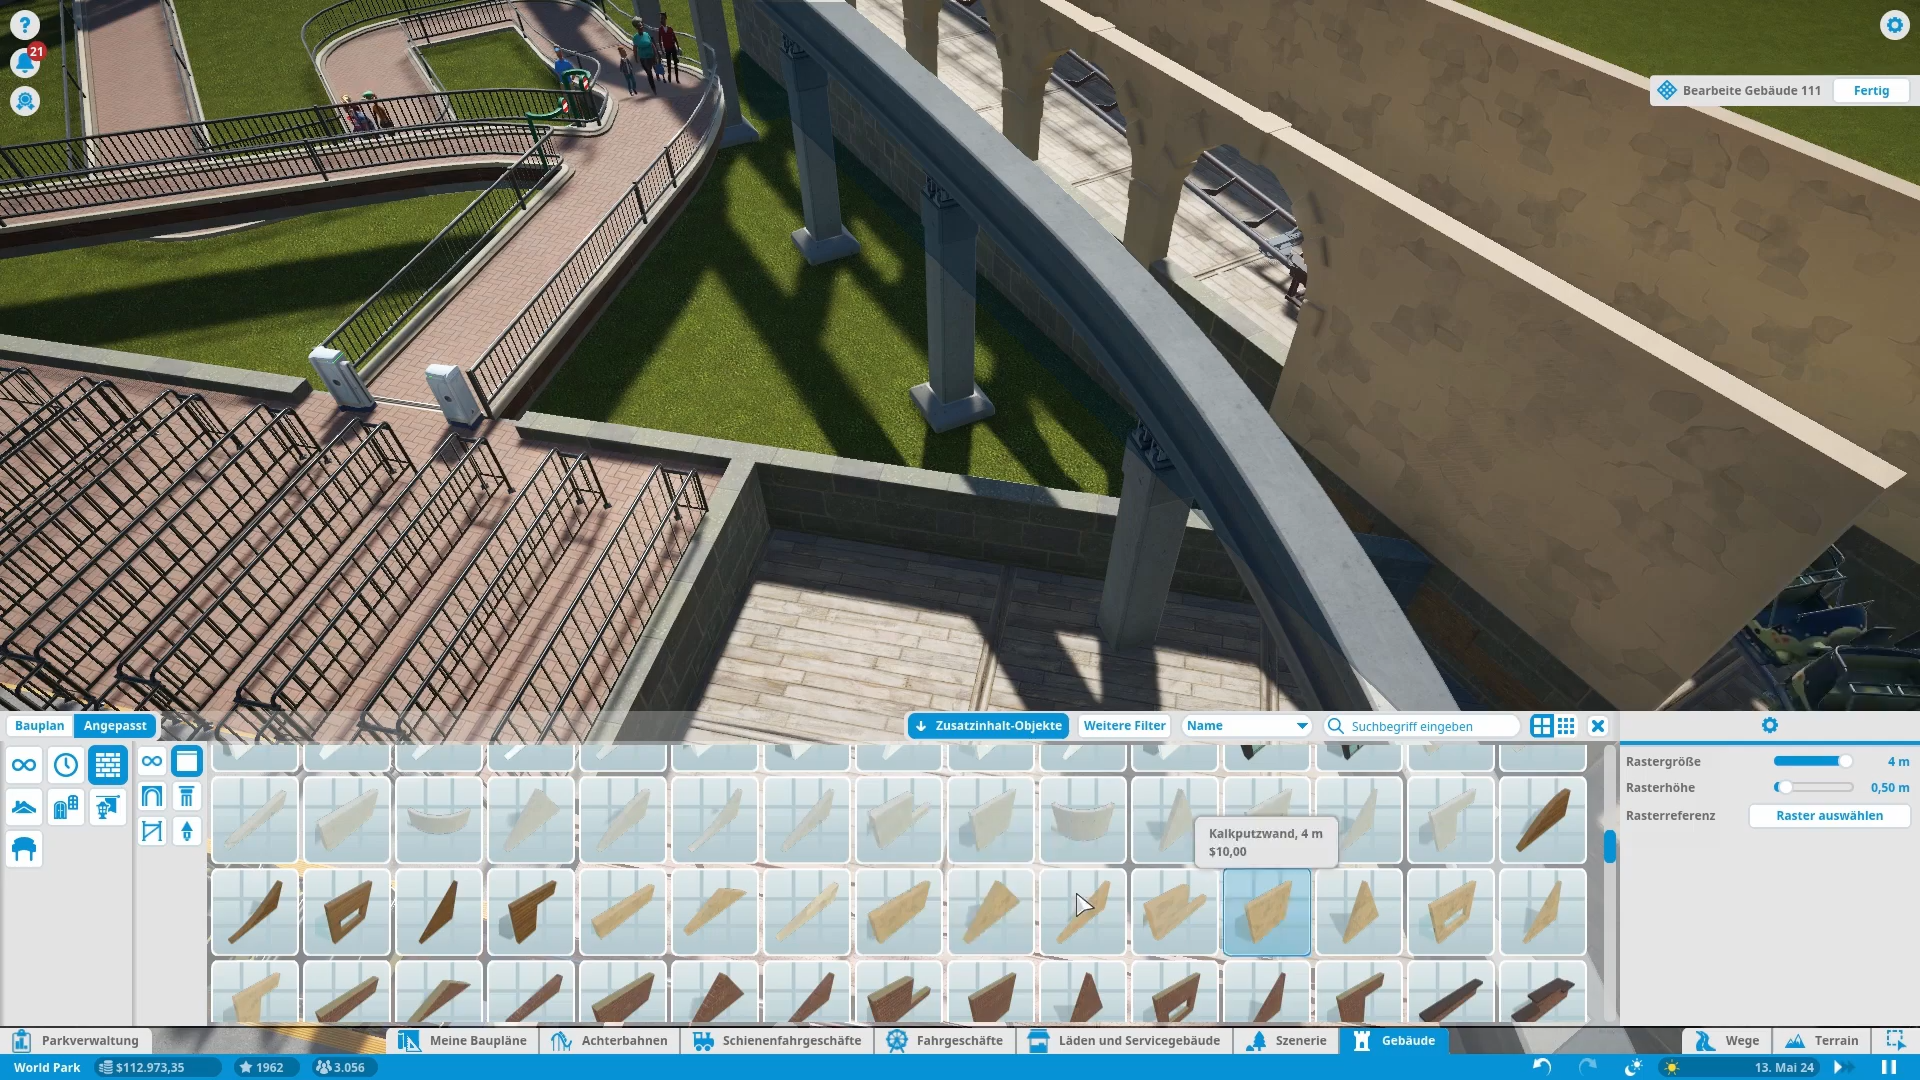 ?
21
Bearbeite Gebäude 111
Fertig
Bauplan
Angepasst
Zusatzinhalt-Objekte
Weitere Filter
Name
Suchbegriff eingeben
Rastergröße
4 m
Rasterhöhe
0,50 m
Rasterreferenz
Raster auswählen
Kalkputzwand, 4 m
$10,00
Parkverwaltung
Meine Baupläne
Achterbahnen
Schienenfahrgeschäfte
Fahrgeschäfte
Läden und Servicegebäude
Szenerie
Gebäude
Wege
Terrain
World Park
$112.973,35
1962
3.056
13. Mai 24